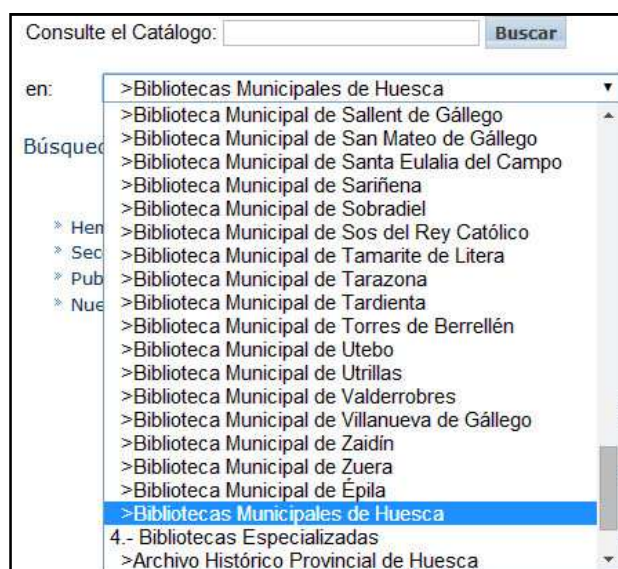 Consulte el Catálogo: Buscar
en: >Bibliotecas Municipales de Huesca
>Biblioteca Municipal de Sallent de Gállego
>Biblioteca Municipal de San Mateo de Gállego
Búsqued
>Biblioteca Municipal de Santa Eulalia del Campo
>Biblioteca Municipal de Sariñena
>Biblioteca Municipal de Sobradiel
» Hem
>Biblioteca Municipal de Sos del Rey Católico
» Sec
>Biblioteca Municipal de Tamarite de Litera
» Pub
>Biblioteca Municipal de Tarazona
» Nue
>Biblioteca Municipal de Tardienta
>Biblioteca Municipal de Torres de Berrellén
>Biblioteca Municipal de Utebo
>Biblioteca Municipal de Utrillas
>Biblioteca Municipal de Valderrobres
>Biblioteca Municipal de Villanueva de Gállego
>Biblioteca Municipal de Zaidín
>Biblioteca Municipal de Zuera
>Biblioteca Municipal de Épila
>Bibliotecas Municipales de Huesca
4.- Bibliotecas Especializadas
>Archivo Histórico Provincial de Huesca